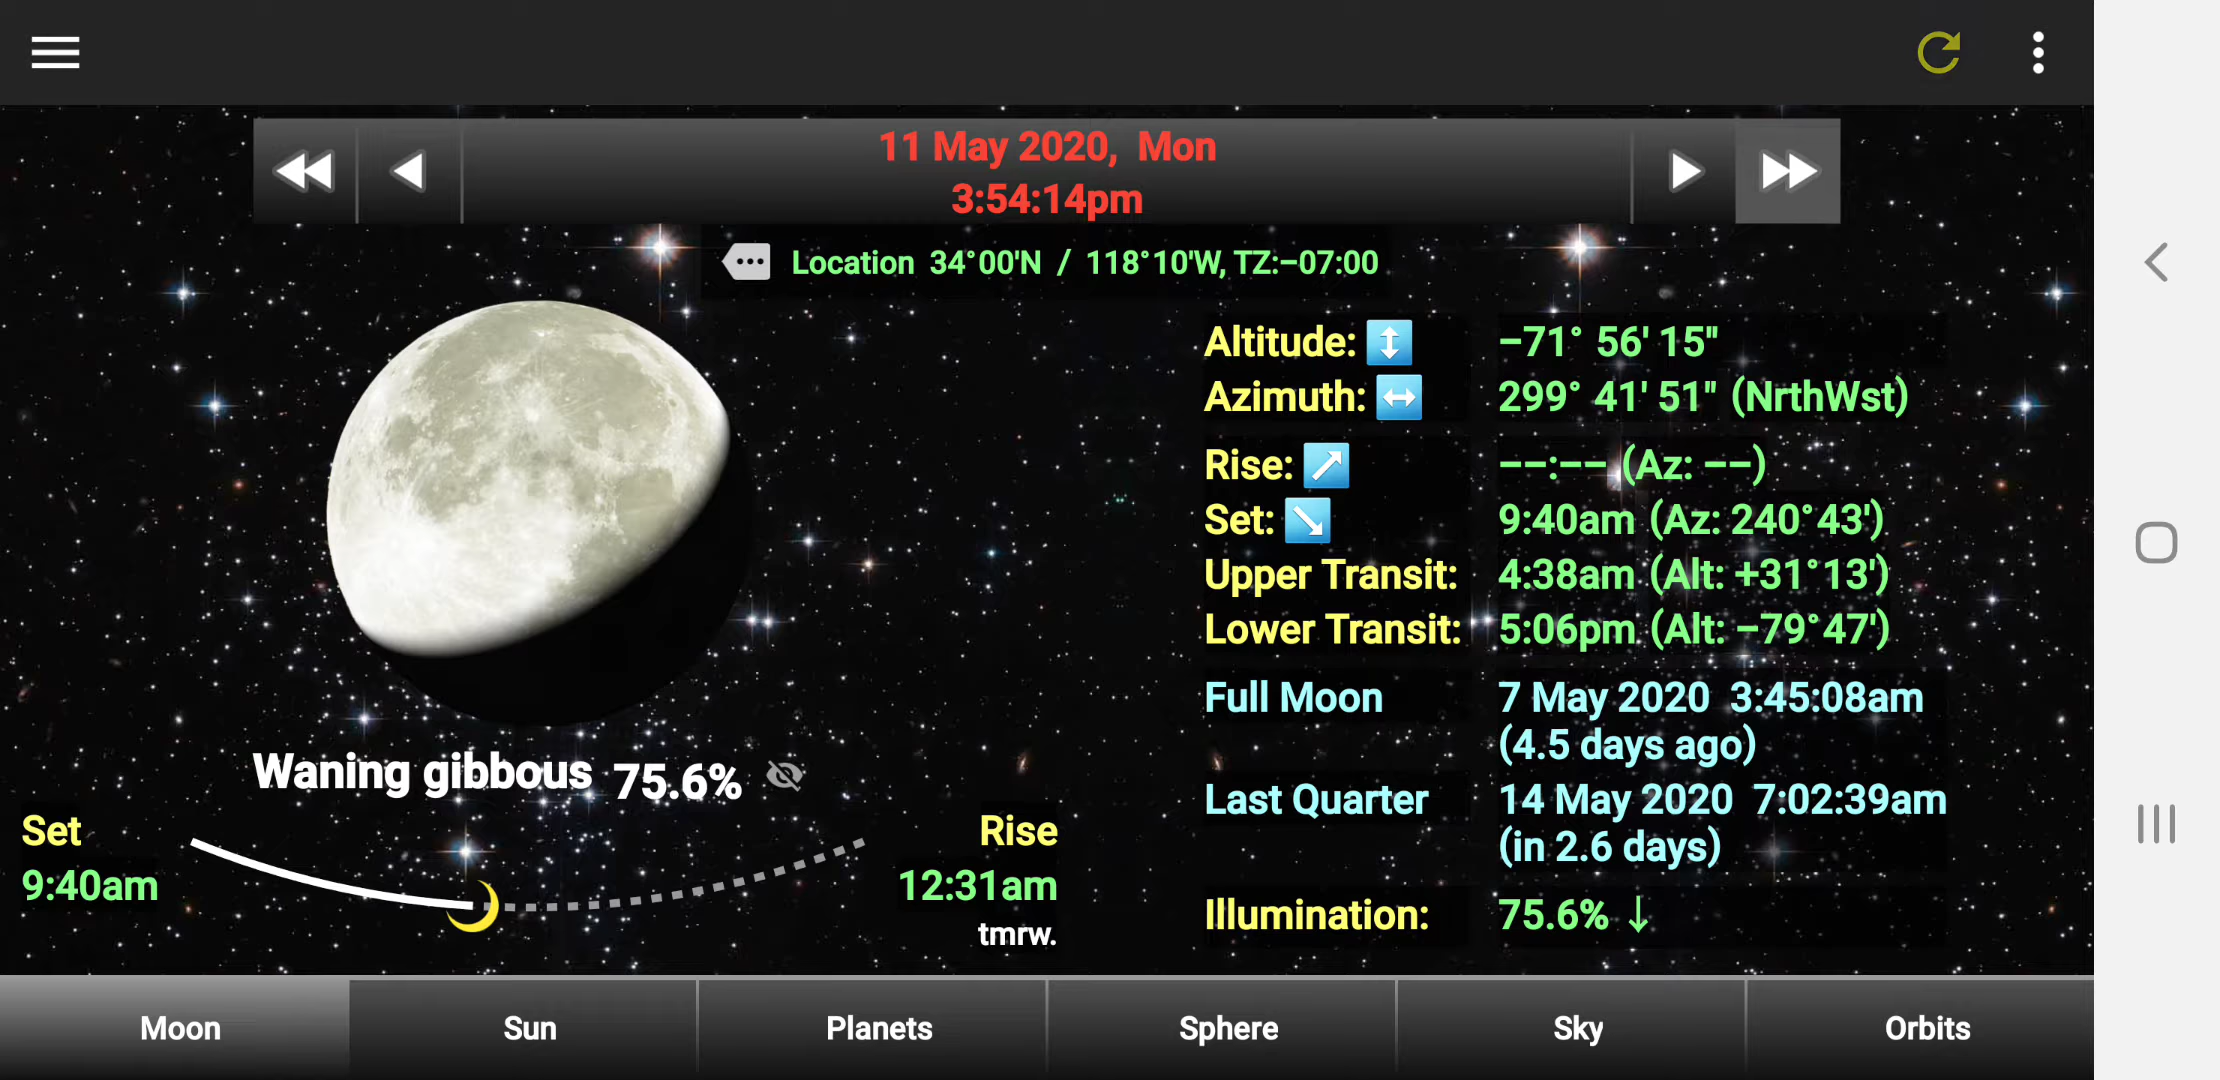 11 May 2020, Mon
3:54:14pm
Location 34°00'N / 118°10'W, TZ:−07:00
Altitude: −71° 56' 15"
Azimuth: 299° 41' 51" (NrthWst)
Rise: −−:−− (Az: −−)
Set: 9:40am (Az: 240°43')
Upper Transit: 4:38am (Alt: +31°13')
Lower Transit: 5:06pm (Alt: −79°47')
Full Moon 7 May 2020 3:45:08am
(4.5 days ago)
Last Quarter 14 May 2020 7:02:39am
(in 2.6 days)
Illumination: 75.6% ↓
Waning gibbous 75.6%
Set
9:40am
Rise
12:31am
tmrw.
Moon Sun Planets Sphere Sky Orbits